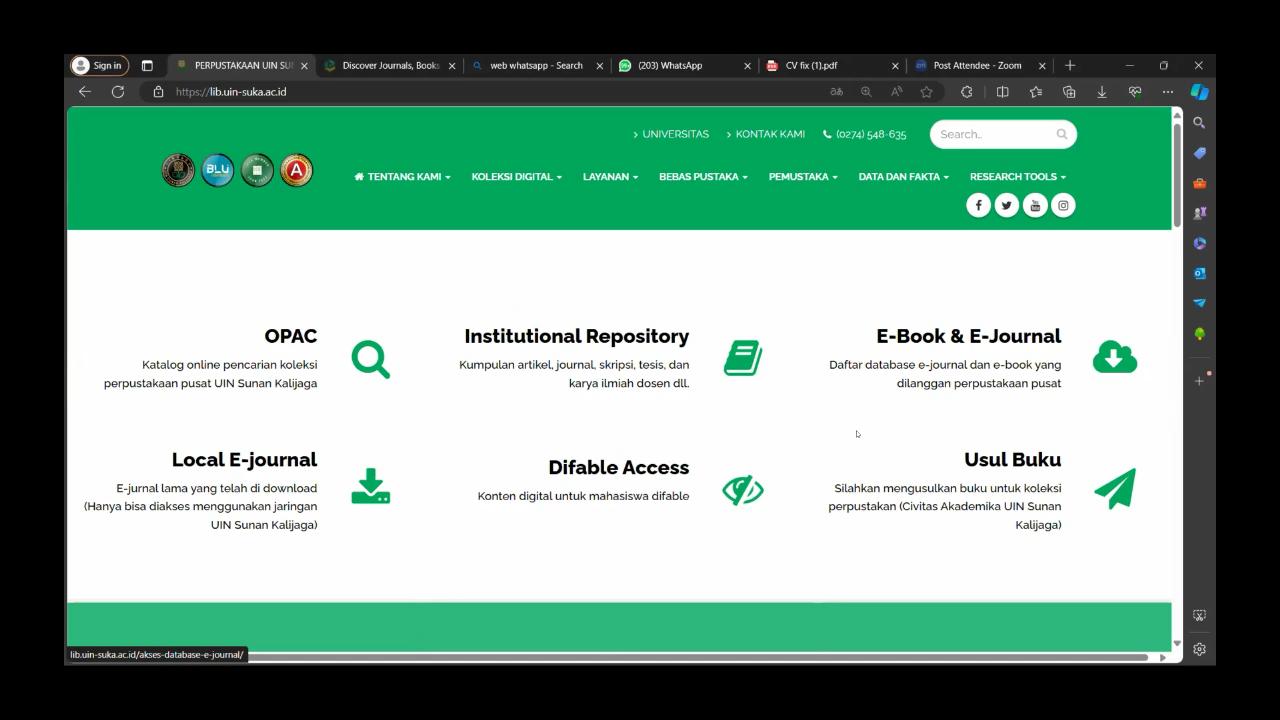 Sign in
PERPUSTAKAAN UIN SU
Discover Journals, Book
web whatsapp - Search
(203) WhatsApp
CV fix (1).pdf
Post Attendee - Zoom
https://lib.uin-suka.ac.id
UNIVERSITAS
KONTAK KAMI
(0274) 548-635
Search..
BLU
A
TENTANG KAMI
KOLEKSI DIGITAL
LAYANAN
BEBAS PUSTAKA
PEMUSTAKA
DATA DAN FAKTA
RESEARCH TOOLS
OPAC
Katalog online pencarian koleksi
perpustakaan pusat UIN Sunan Kalijaga
Institutional Repository
Kumpulan artikel, journal, skripsi, tesis, dan
karya ilmiah dosen dll.
E-Book & E-Journal
Daftar database e-journal dan e-book yang
dilanggan perpustakaan pusat
Local E-journal
E-jurnal lama yang telah di download
(Hanya bisa diakses menggunakan jaringan
UIN Sunan Kalijaga)
Difable Access
Konten digital untuk mahasiswa difable
Usul Buku
Silahkan mengusulkan buku untuk koleksi
perpustakan (Civitas Akademika UIN Sunan
Kalijaga)
lib.uin-suka.ac.id/akses-database-e-journal/